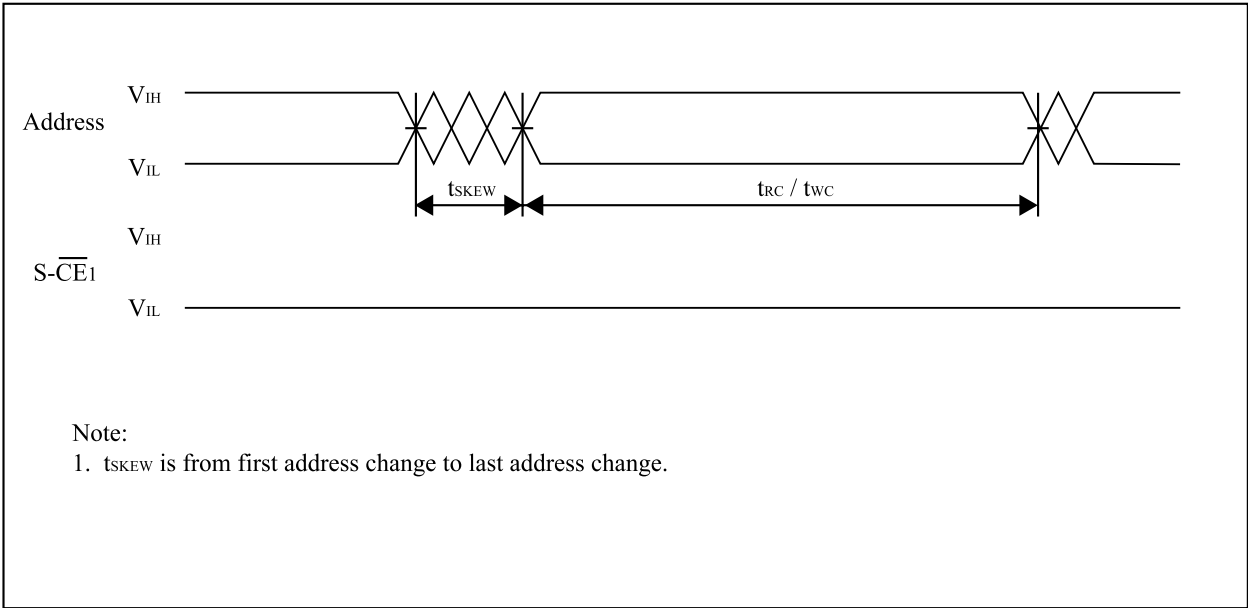 VIH
Address
VIL
tSKEW
tRC / tWC
VIH
S-C̅E̅1
VIL
Note:
1. tSKEW is from first address change to last address change.